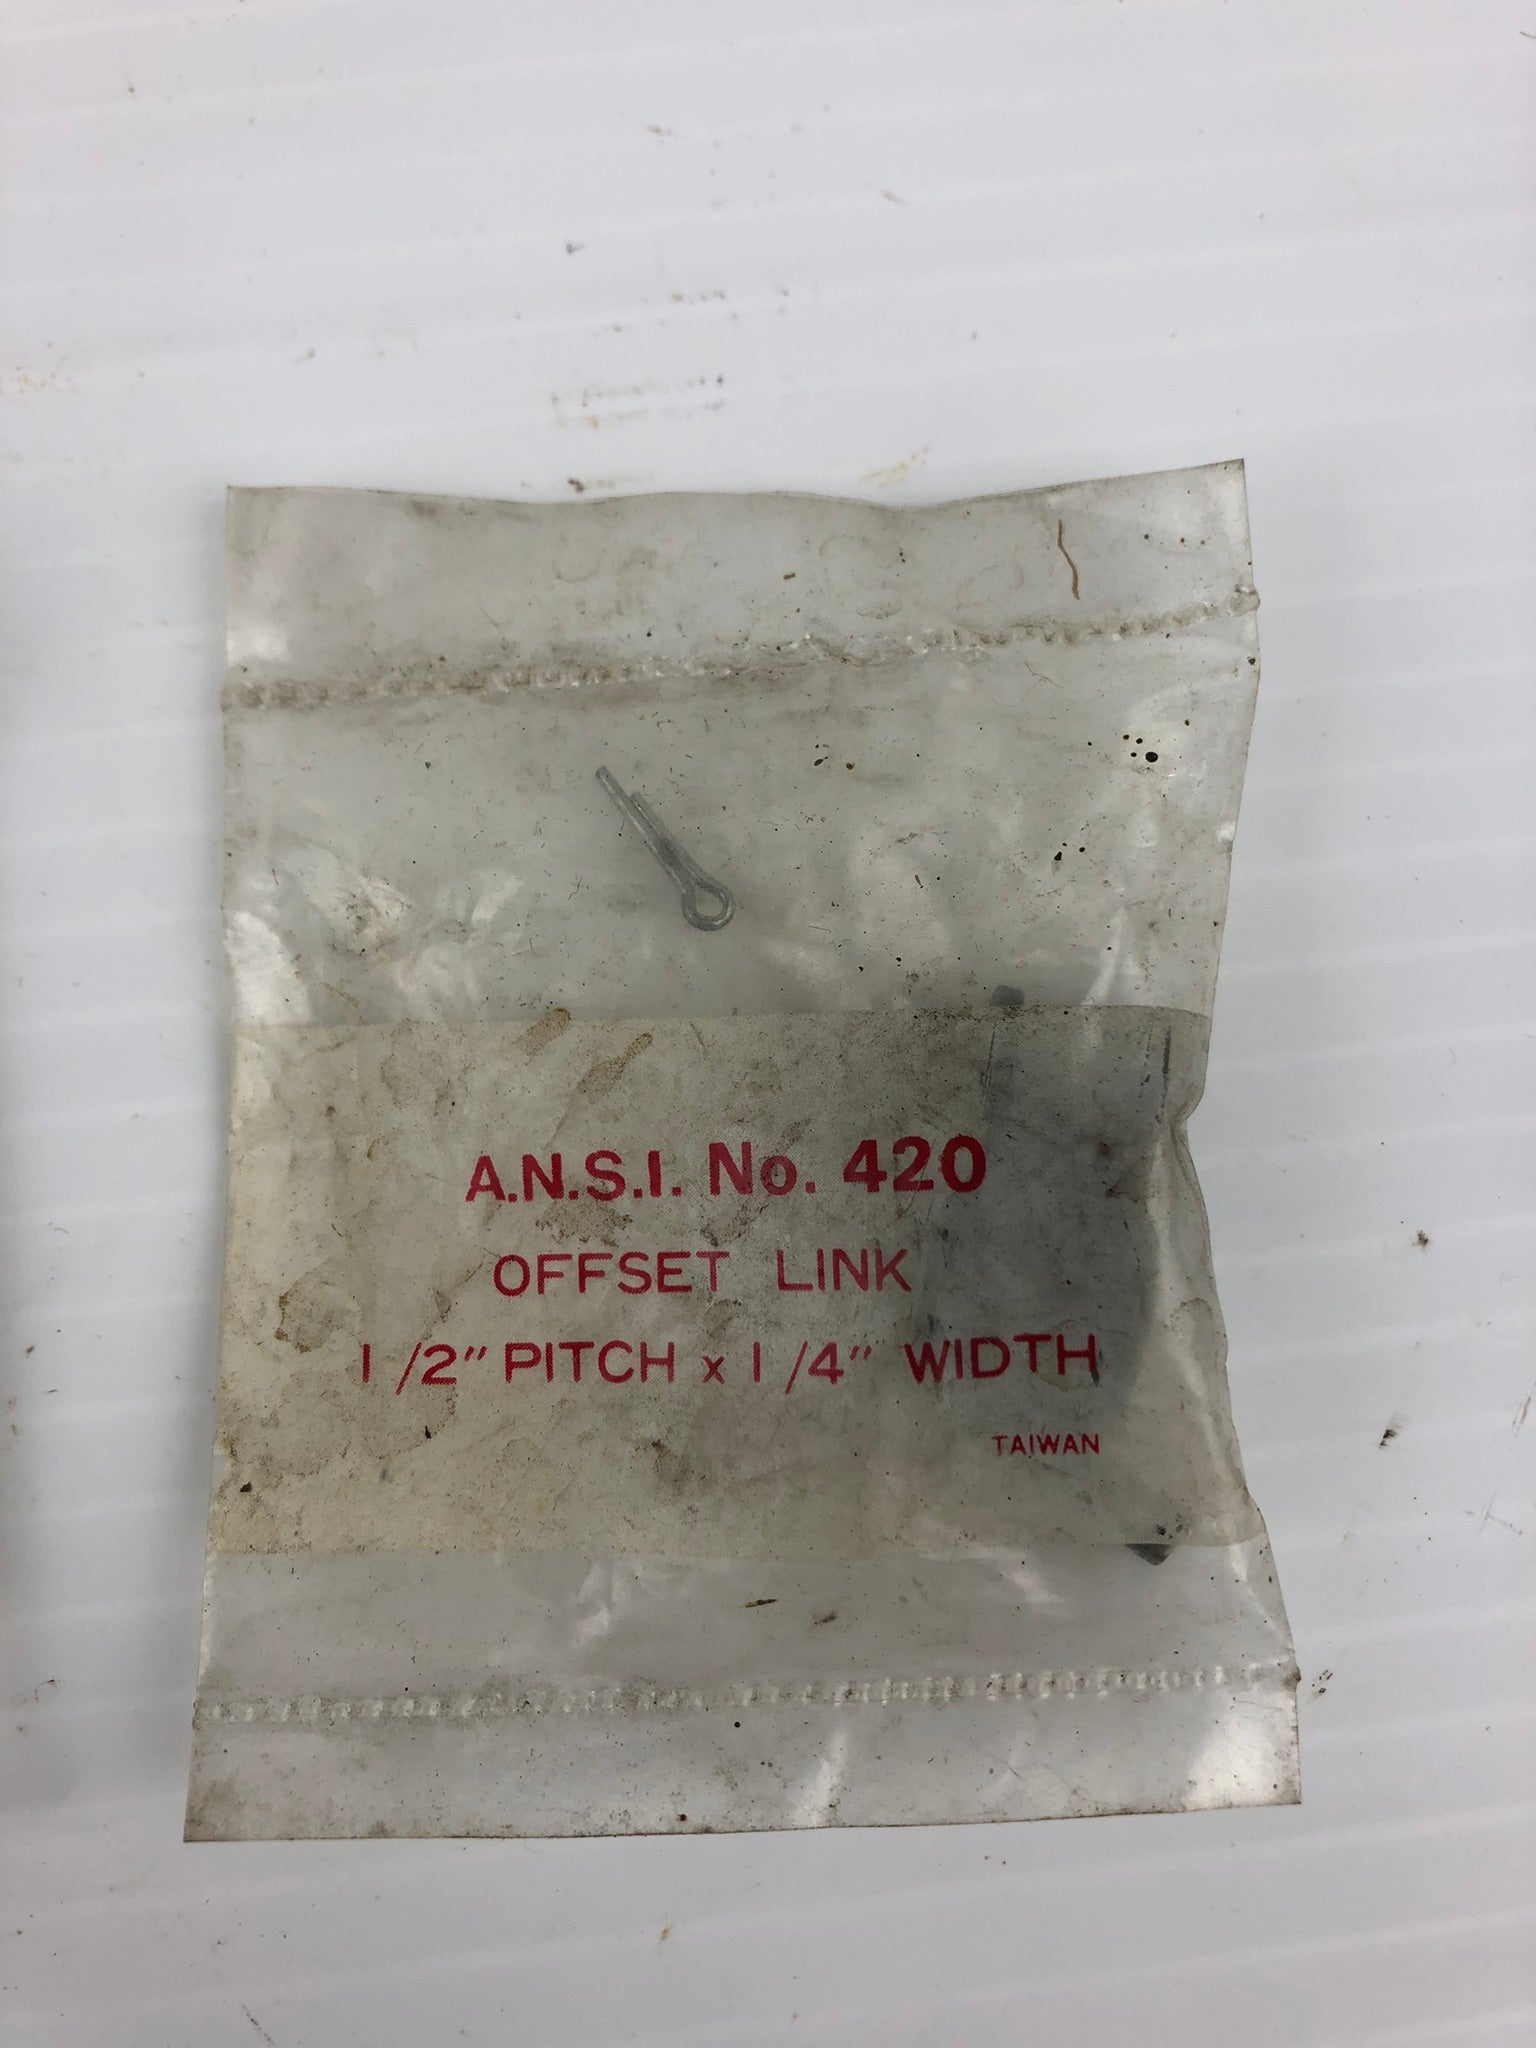 A.N.S.I. No. 420
OFFSET LINK
1/2" PITCH x 1/4" WIDTH
TAIWAN